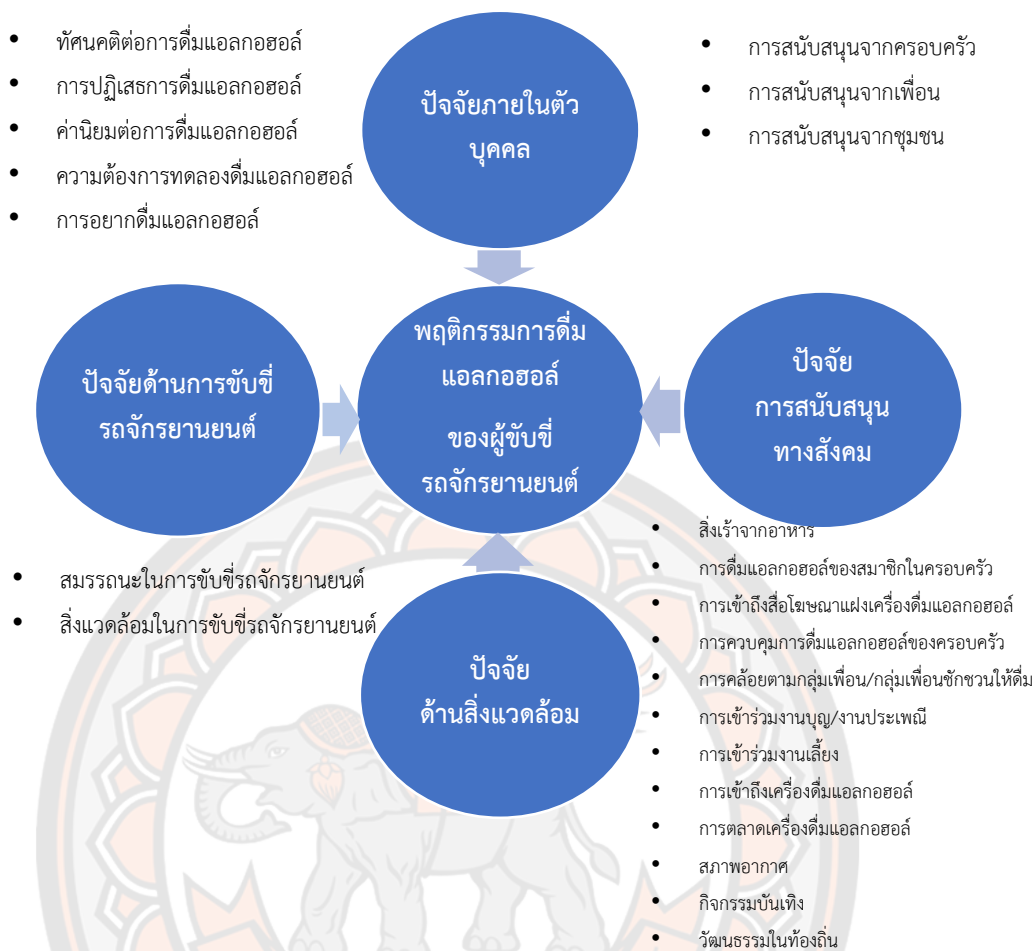 • ทัศนคติต่อการดื่มแอลกอฮอล์
• การปฏิเสธการดื่มแอลกอฮอล์
• ค่านิยมต่อการดื่มแอลกอฮอล์
• ความต้องการทดลองดื่มแอลกอฮอล์
• การอยากดื่มแอลกอฮอล์
ปัจจัยภายในตัว
บุคคล
• การสนับสนุนจากครอบครัว
• การสนับสนุนจากเพื่อน
• การสนับสนุนจากชุมชน
ปัจจัยด้านการขับขี่
รถจักรยานยนต์
พฤติกรรมการดื่ม
แอลกอฮอล์
ของผู้ขับขี่
รถจักรยานยนต์
ปัจจัย
การสนับสนุน
ทางสังคม
• สมรรถนะในการขับขี่รถจักรยานยนต์
• สิ่งแวดล้อมในการขับขี่รถจักรยานยนต์
ปัจจัย
ด้านสิ่งแวดล้อม
• สิ่งเร้าจากอาหาร
• การดื่มแอลกอฮอล์ของสมาชิกในครอบครัว
• การเข้าถึงสื่อโฆษณาแฝงเครื่องดื่มแอลกอฮอล์
• การควบคุมการดื่มแอลกอฮอล์ของครอบครัว
• การคล้อยตามกลุ่มเพื่อน/กลุ่มเพื่อนชักชวนให้ดื่ม
• การเข้าร่วมงานบุญ/งานประเพณี
• การเข้าร่วมงานเลี้ยง
• การเข้าถึงเครื่องดื่มแอลกอฮอล์
• การตลาดเครื่องดื่มแอลกอฮอล์
• สภาพอากาศ
• กิจกรรมบันเทิง
• วัฒนธรรมในท้องถิ่น